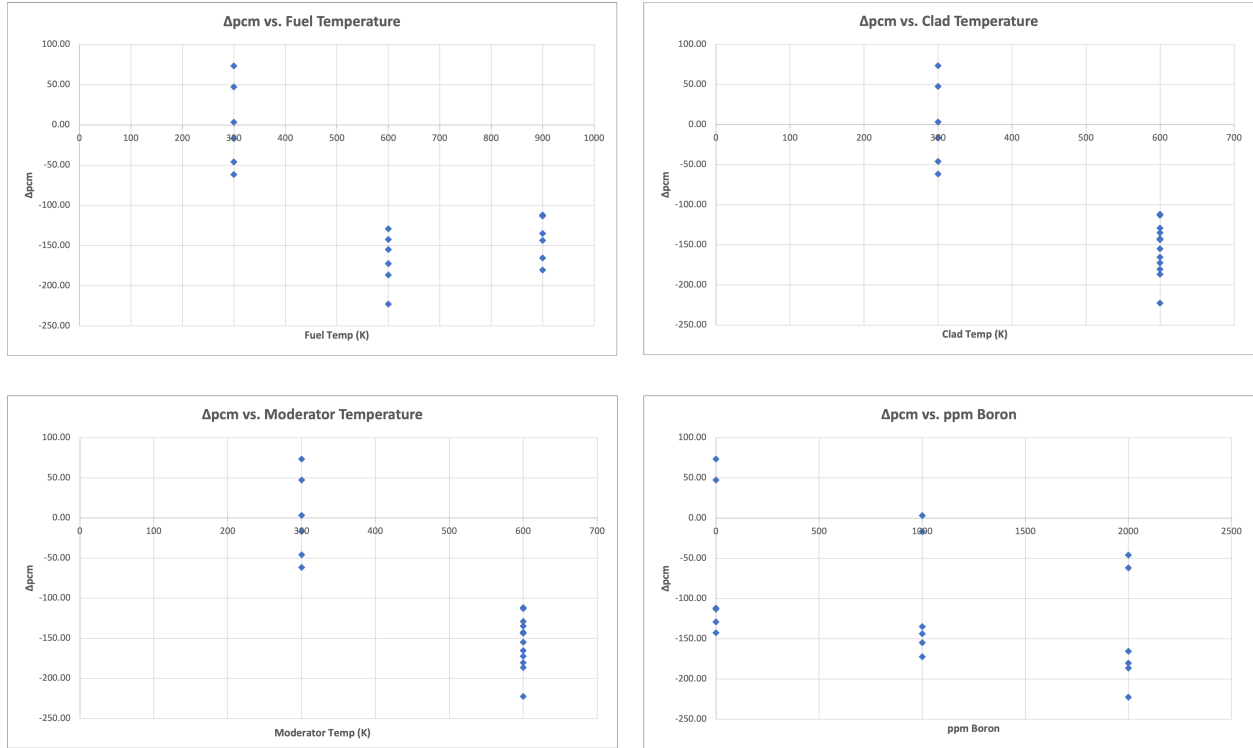 Δpcm vs. Fuel Temperature
100.00
50.00
0.00
-50.00
-100.00
-150.00
-200.00
-250.00
0 100 200 300 400 500 600 700 800 900 1000
Δpcm
Fuel Temp (K)
Δpcm vs. Clad Temperature
100.00
50.00
0.00
-50.00
-100.00
-150.00
-200.00
-250.00
0 100 200 300 400 500 600 700
Δpcm
Clad Temp (K)
Δpcm vs. Moderator Temperature
100.00
50.00
0.00
-50.00
-100.00
-150.00
-200.00
-250.00
0 100 200 300 400 500 600 700
Δpcm
Moderator Temp (K)
Δpcm vs. ppm Boron
100.00
50.00
0.00
-50.00
-100.00
-150.00
-200.00
-250.00
0 500 1000 1500 2000 2500
Δpcm
ppm Boron